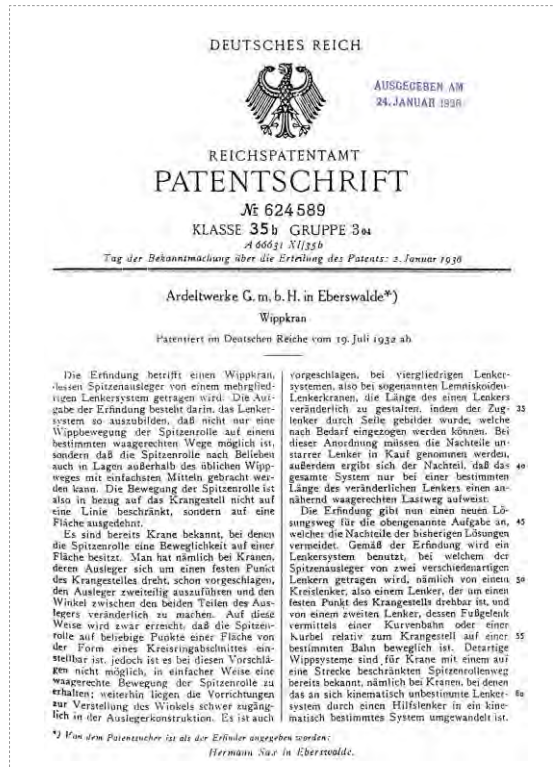 DEUTSCHES REICH
AUSGEGEBEN AM
24. JANUAR 1936
REICHSPATENTAMT
PATENTSCHRIFT
№ 624589
KLASSE 35b GRUPPE 3 04
A 66631 XI/35b
Tag der Bekanntmachung über die Erteilung des Patents: 2. Januar 1936
Ardeltwerke G. m. b. H. in Eberswalde*)
Wippkran
Patentiert im Deutschen Reiche vom 19. Juli 1932 ab
Die Erfindung betrifft einen Wippkran,
dessen Spitzenausleger von einem mehrglied-
rigen Lenkersystem getragen wird. Die Auf-
gabe der Erfindung besteht darin, das Lenker-
system so auszubilden, daß nicht nur eine
Wippbewegung der Spitzenrolle auf einem
bestimmten waagerechten Wege möglich ist,
sondern daß die Spitzenrolle nach Belieben
auch in Lagen außerhalb des üblichen Wipp-
weges mit einfachsten Mitteln gebracht wer-
den kann. Die Bewegung der Spitzenrolle ist
also in bezug auf das Krangestell nicht auf
eine Linie beschränkt, sondern auf eine
Fläche ausgedehnt.
Es sind bereits Krane bekannt, bei denen
die Spitzenrolle eine Beweglichkeit auf einer
Fläche besitzt. Man hat nämlich bei Kranen,
deren Ausleger sich um einen festen Punkt
des Krangestelles dreht, schon vorgeschlagen,
den Ausleger zweiteilig auszuführen und den
Winkel zwischen den beiden Teilen des Aus-
legers veränderlich zu machen. Auf diese
Weise wird zwar erreicht, daß die Spitzen-
rolle auf beliebige Punkte einer Fläche von
der Form eines Kreisringabschnittes ein-
stellbar ist, jedoch ist es bei diesen Vorschlä-
gen nicht möglich, in einfacher Weise eine
waagerechte Bewegung der Spitzenrolle zu
erhalten; weiterhin liegen die Vorrichtungen
zur Verstellung des Winkels schwer zugäng-
lich in der Auslegerkonstruktion. Es ist auch
vorgeschlagen, bei viergliedrigen Lenker-
systemen, also bei sogenannten Lemniskoiden-
Lenkerkranen, die Länge des einen Lenkers
veränderlich zu gestalten, indem der Zug- 35
lenker durch Seile gebildet wurde, welche
nach Bedarf eingezogen werden können. Bei
dieser Anordnung müssen die Nachteile un-
starrer Lenker in Kauf genommen werden,
außerdem ergibt sich der Nachteil, daß das 40
gesamte System nur bei einer bestimmten
Länge des veränderlichen Lenkers einen an-
nähernd waagerechten Lastweg aufweist.
Die Erfindung gibt nun einen neuen Lö-
sungsweg für die obengenannte Aufgabe an, 45
welcher die Nachteile der bisherigen Lösungen
vermeidet. Gemäß der Erfindung wird ein
Lenkersystem benutzt, bei welchem der
Spitzenausleger von zwei verschiedenartigen
Lenkern getragen wird, nämlich von einem 50
Kreislenker, also einem Lenker, der um einen
festen Punkt des Krangestells drehbar ist, und
von einem zweiten Lenker, dessen Fußgelenk
vermittels einer Kurvenbahn oder einer
Kurbel relativ zum Krangestell auf einer 55
bestimmten Bahn beweglich ist. Derartige
Wippsysteme sind für Krane mit einem auf
eine Strecke beschränkten Spitzenrollenweg
bereits bekannt, nämlich bei Kranen, bei denen
das an sich kinematisch unbestimmte Lenker- 60
system durch einen Hilfslenker in ein kine-
matisch bestimmtes System umgewandelt ist.
*) Von dem Patentsucher ist als der Erfinder angegeben worden:
Hermann Sax in Eberswalde.